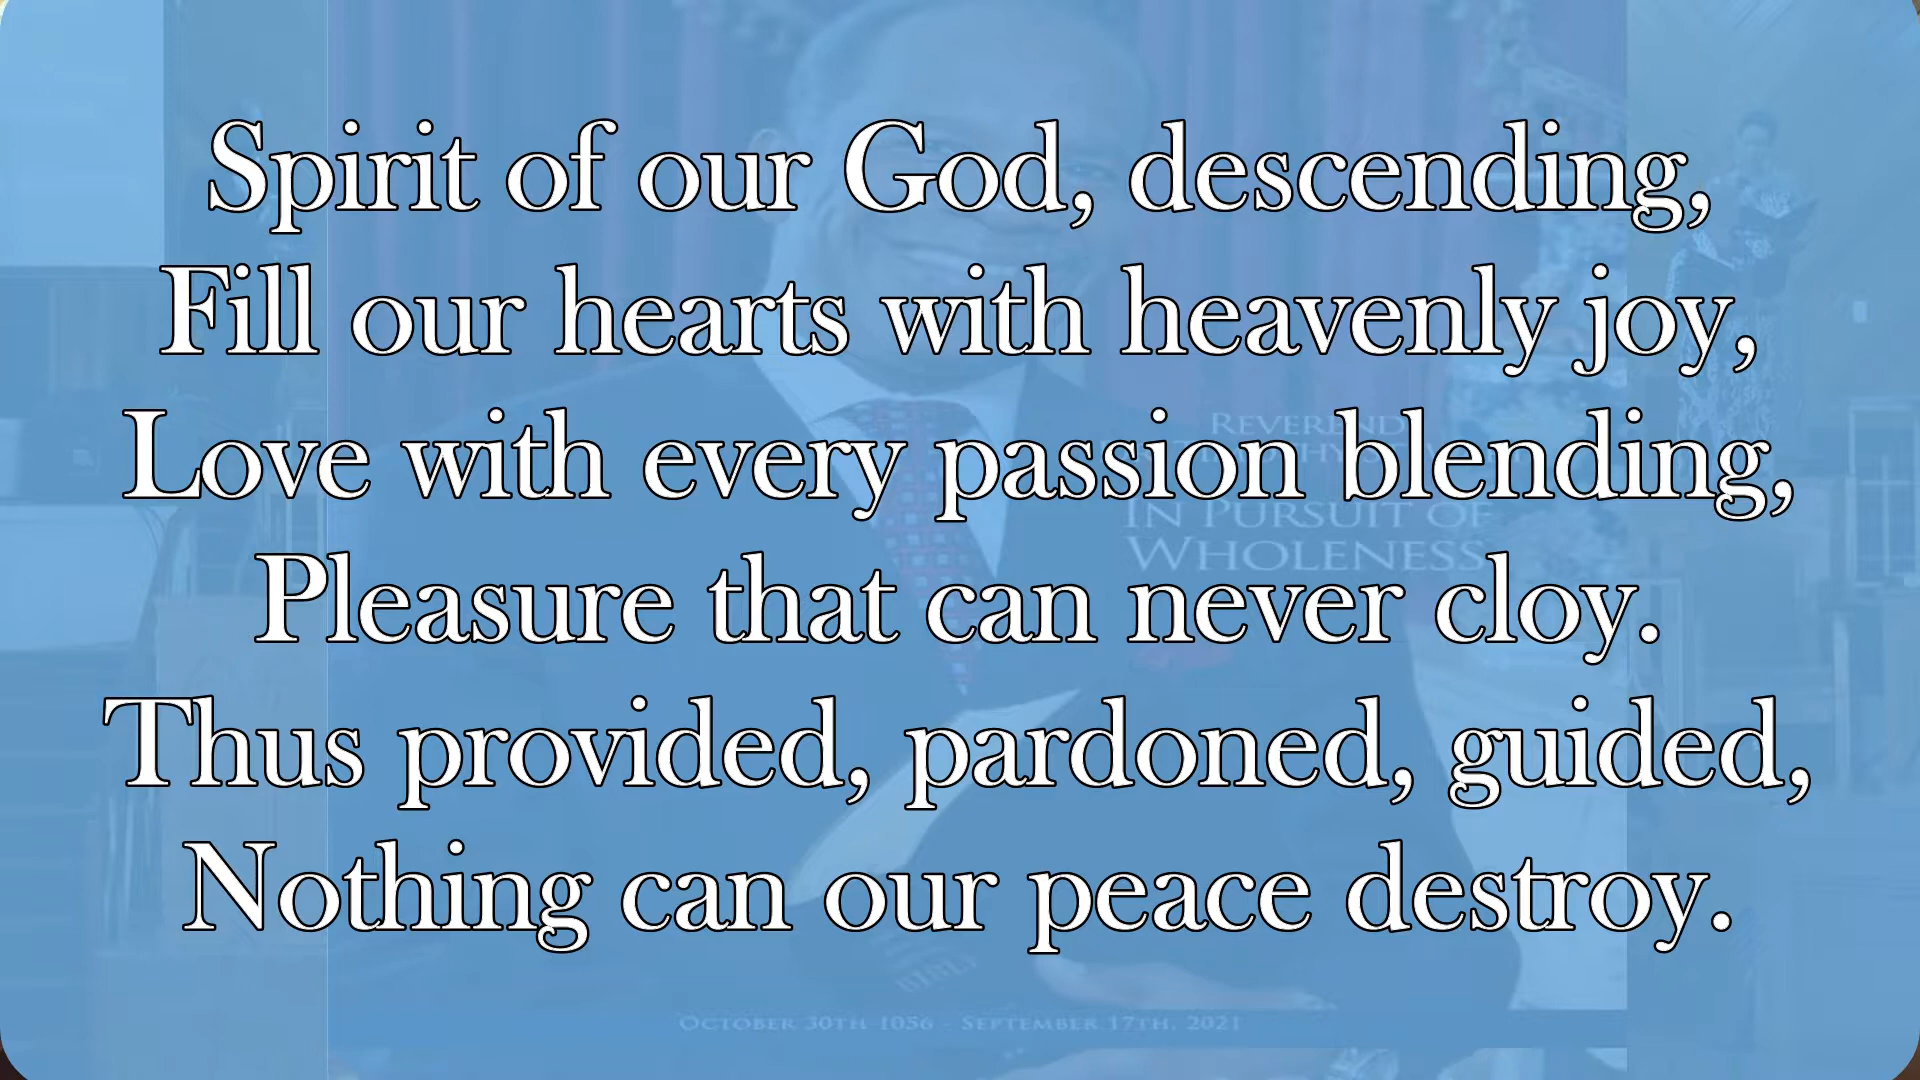 Spirit of our God, descending,
Fill our hearts with heavenly joy,
Love with every passion blending,
Pleasure that can never cloy.
Thus provided, pardoned, guided,
Nothing can our peace destroy.
Reverend
In Pursuit of
Wholeness
October 30th 1056 - September 17th, 2021